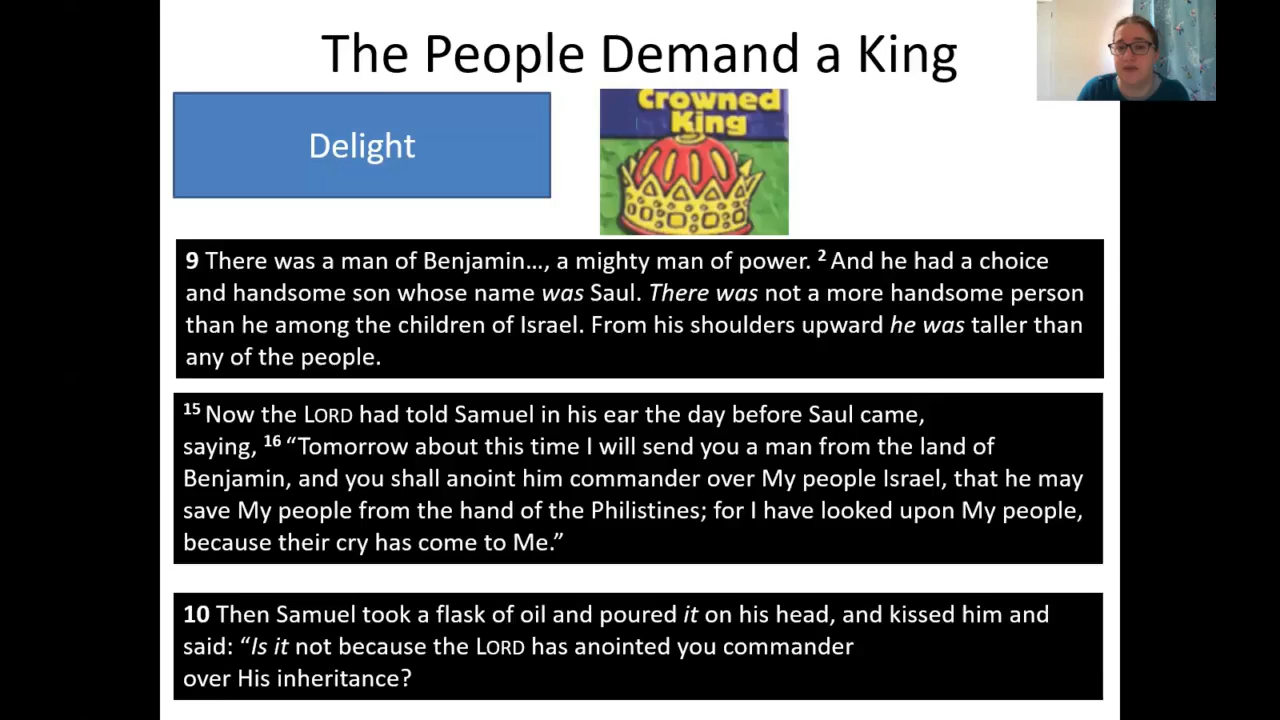 The People Demand a King
Delight
Crowned
King
9 There was a man of Benjamin…, a mighty man of power. 2 And he had a choice
and handsome son whose name was Saul. There was not a more handsome person
than he among the children of Israel. From his shoulders upward he was taller than
any of the people.
15 Now the LORD had told Samuel in his ear the day before Saul came,
saying, 16 “Tomorrow about this time I will send you a man from the land of
Benjamin, and you shall anoint him commander over My people Israel, that he may
save My people from the hand of the Philistines; for I have looked upon My people,
because their cry has come to Me.”
10 Then Samuel took a flask of oil and poured it on his head, and kissed him and
said: “Is it not because the LORD has anointed you commander
over His inheritance?